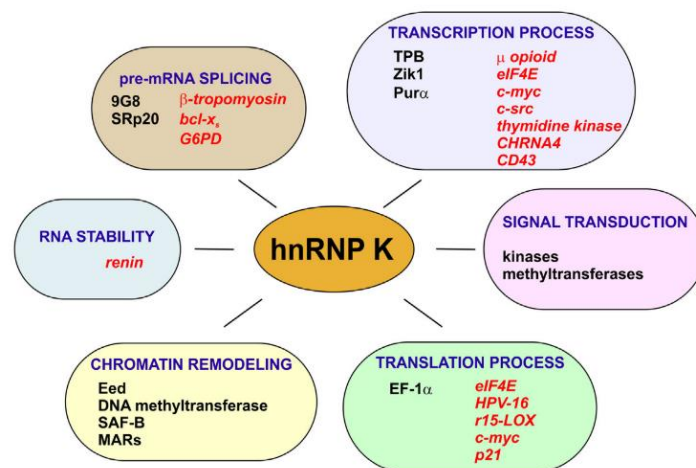 TRANSCRIPTION PROCESS
TPB μ opioid
Zik1 eIF4E
Purα c-myc
c-src
thymidine kinase
CHRNA4
CD43
pre-mRNA SPLICING
9G8 β-tropomyosin
SRp20 bcl-xs
G6PD
RNA STABILITY
renin
hnRNP K
SIGNAL TRANSDUCTION
kinases
methyltransferases
CHROMATIN REMODELING
Eed
DNA methyltransferase
SAF-B
MARs
TRANSLATION PROCESS
EF-1α eIF4E
HPV-16
r15-LOX
c-myc
p21